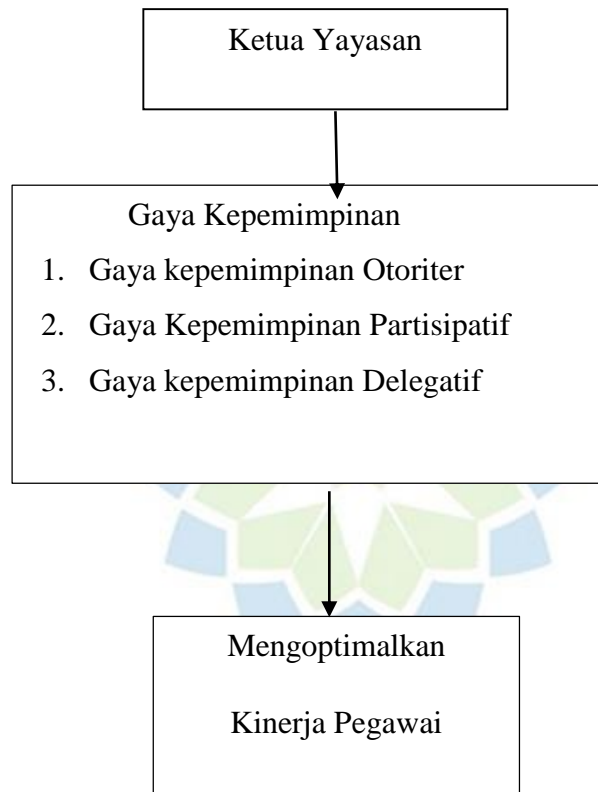 Ketua Yayasan
Gaya Kepemimpinan
1. Gaya kepemimpinan Otoriter
2. Gaya Kepemimpinan Partisipatif
3. Gaya kepemimpinan Delegatif
Mengoptimalkan
Kinerja Pegawai